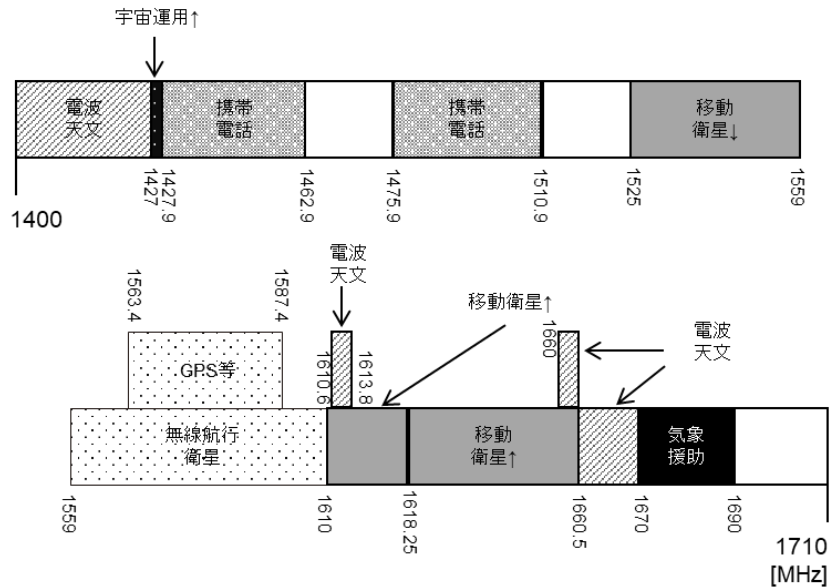 宇宙運用↑
電波
天文
携帯
電話
携帯
電話
移動
衛星↓
1400
1427
1427.9
1462.9
1475.9
1510.9
1525
1559
1563.4
1587.4
電波
天文
移動衛星↑
電波
天文
GPS等
1610.6
1613.8
1660
無線航行
衛星
移動
衛星↑
気象
援助
1559
1610
1618.25
1660.5
1670
1690
1710
[MHz]